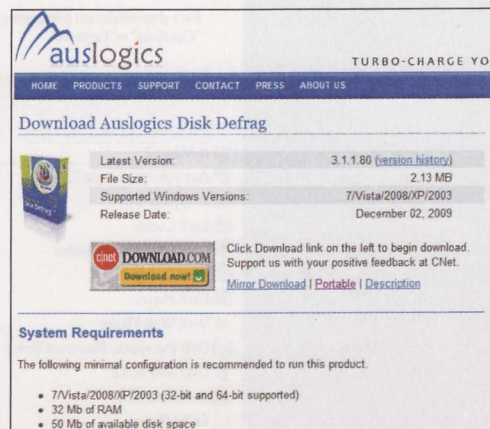 auslogics
TURBO-CHARGE YO
HOME PRODUCTS SUPPORT CONTACT PRESS ABOUT US
Download Auslogics Disk Defrag
Latest Version: 3.1.1.80 (version history)
File Size: 2.13 MB
Supported Windows Versions: 7/Vista/2008/XP/2003
Release Date: December 02, 2009
Disk Defrag
cnet DOWNLOAD.COM
Download now!
Click Download link on the left to begin download.
Support us with your positive feedback at CNet.
Mirror Download | Portable | Description
System Requirements
The following minimal configuration is recommended to run this product.
• 7/Vista/2008/XP/2003 (32-bit and 64-bit supported)
• 32 Mb of RAM
• 50 Mb of available disk space